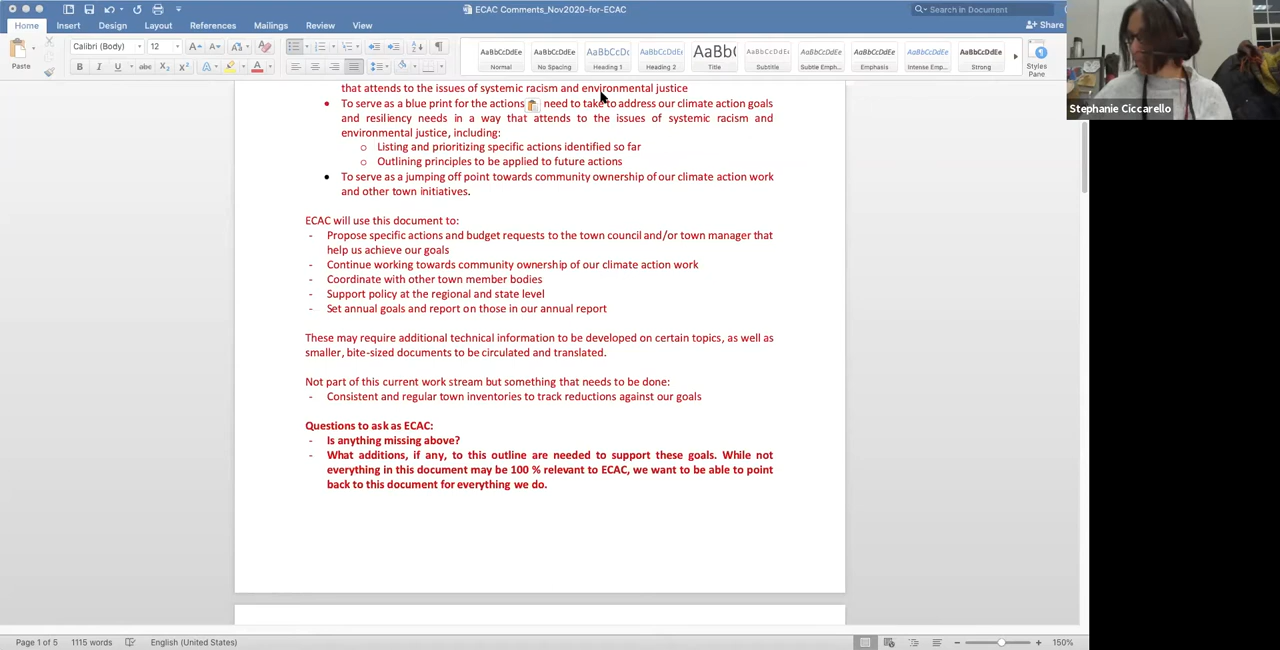 ECAC Comments_Nov2020-for-ECAC
Search in Document
Home Insert Design Layout References Mailings Review View
Share
Paste
Calibri (Body) 12
AaBbCcDdEe AaBbCcDdEe AaBbCcDc AaBbCcDdEe AaBb( AaBbCcDdEe AaBbCcDdEe AaBbCcDdEe AaBbCcDdEe AaBbCcDdEe
Normal No Spacing Heading 1 Heading 2 Title Subtitle Subtle Emph... Emphasis Intense Emp... Strong
Styles
Pane
Stephanie Ciccarello
that attends to the issues of systemic racism and environmental justice
• To serve as a blue print for the actions need to take to address our climate action goals
and resiliency needs in a way that attends to the issues of systemic racism and
environmental justice, including:
o Listing and prioritizing specific actions identified so far
o Outlining principles to be applied to future actions
• To serve as a jumping off point towards community ownership of our climate action work
and other town initiatives.
ECAC will use this document to:
- Propose specific actions and budget requests to the town council and/or town manager that
help us achieve our goals
- Continue working towards community ownership of our climate action work
- Coordinate with other town member bodies
- Support policy at the regional and state level
- Set annual goals and report on those in our annual report
These may require additional technical information to be developed on certain topics, as well as
smaller, bite-sized documents to be circulated and translated.
Not part of this current work stream but something that needs to be done:
- Consistent and regular town inventories to track reductions against our goals
Questions to ask as ECAC:
- Is anything missing above?
- What additions, if any, to this outline are needed to support these goals. While not
everything in this document may be 100 % relevant to ECAC, we want to be able to point
back to this document for everything we do.
Page 1 of 5 1115 words English (United States) 150%